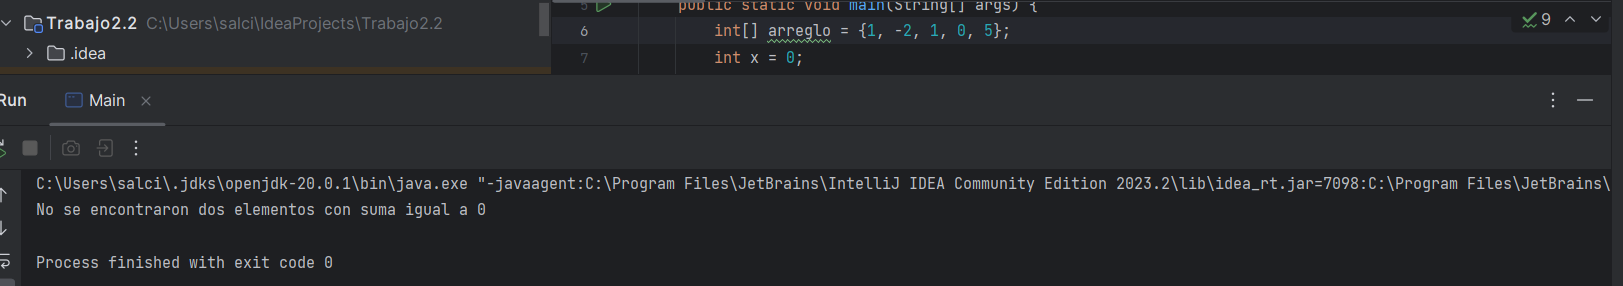 Trabajo2.2 C:\Users\salci\IdeaProjects\Trabajo2.2
.idea
5 public static void main(String[] args) {
6 int[] arreglo = {1, -2, 1, 0, 5};
7 int x = 0;
9
Run Main
C:\Users\salci\.jdks\openjdk-20.0.1\bin\java.exe "-javaagent:C:\Program Files\JetBrains\IntelliJ IDEA Community Edition 2023.2\lib\idea_rt.jar=7098:C:\Program Files\JetBrains\
No se encontraron dos elementos con suma igual a 0
Process finished with exit code 0